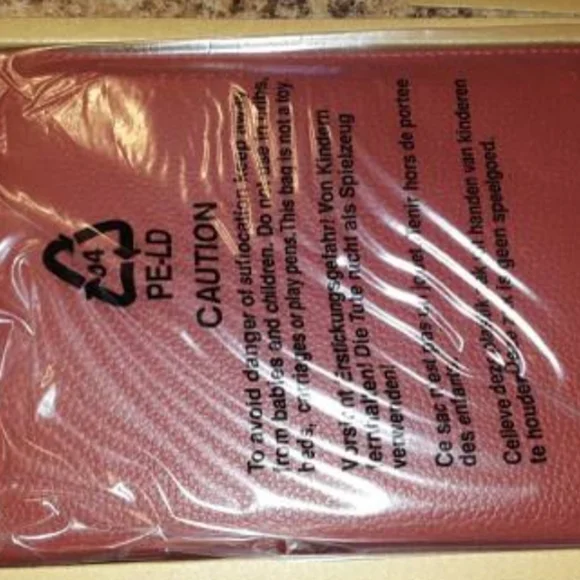 04
PE-LD
CAUTION
To avoid danger of suffocation keep away
from babies and children. Do not use in cribs,
beds, carriages or play pens. This bag is not a toy.
Vorsicht Erstickungsgefahr! Von Kindern
fernhalten! Die Tute nicht als Spielzeug
verwenden!
Ce sac n'est pas un jouet, tenir hors de portee
des enfants.
Gelieve deze plastik zak uit handen van kinderen
te houden. Deze zak is geen speelgoed.